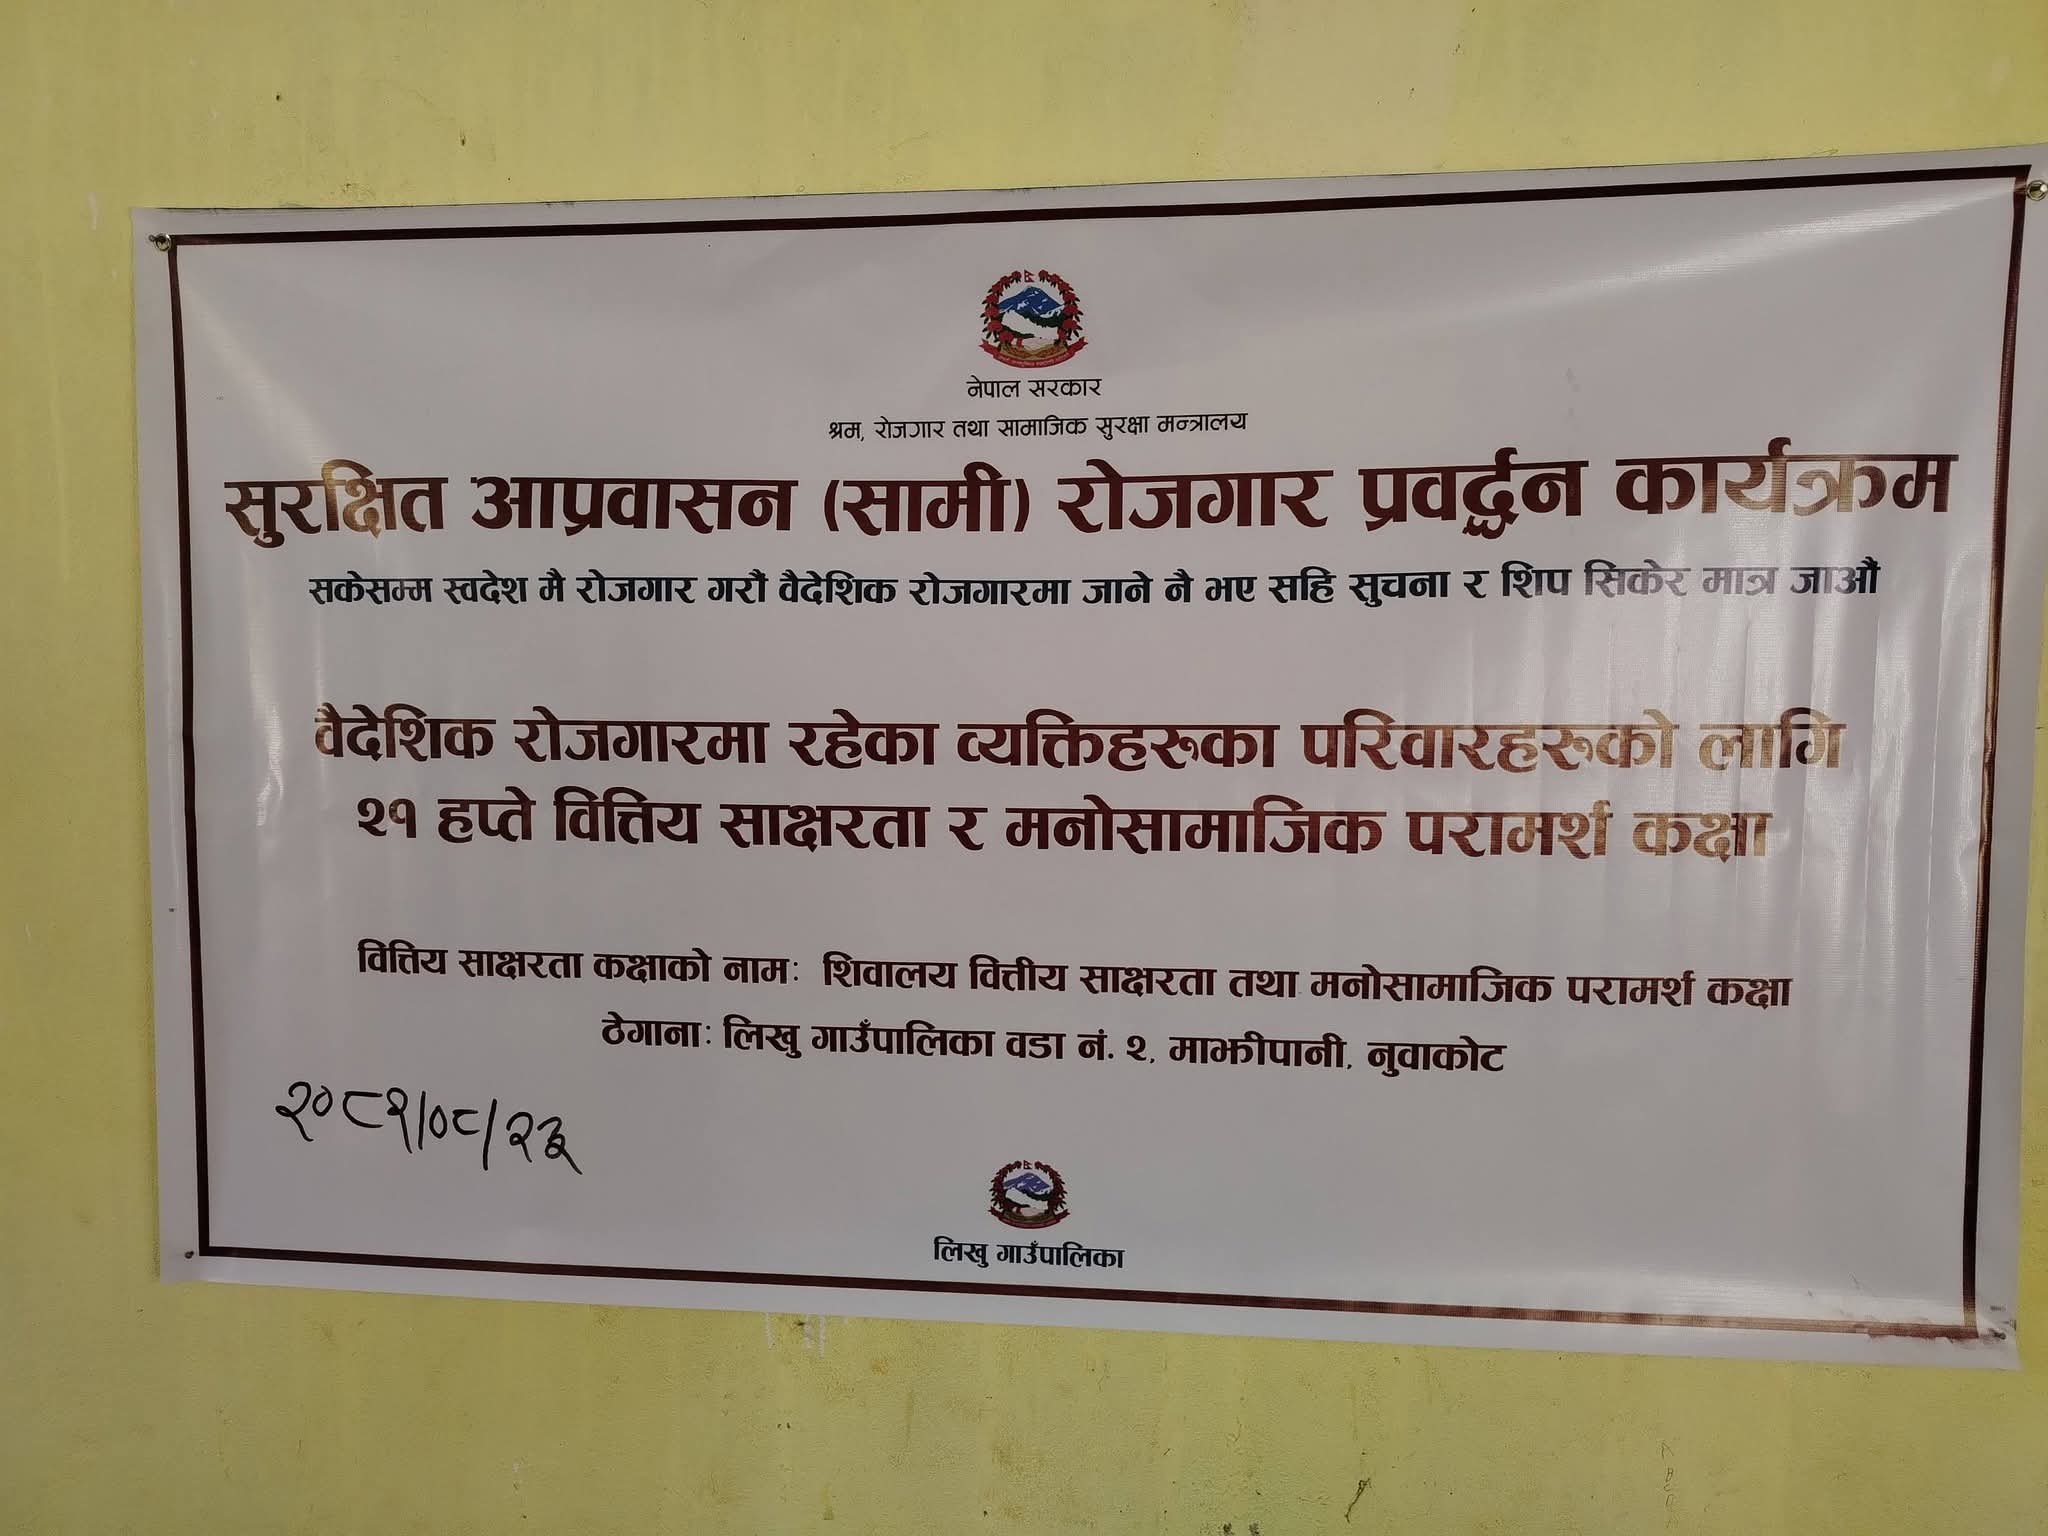 नेपाल सरकार
श्रम, रोजगार तथा सामाजिक सुरक्षा मन्त्रालय
सुरक्षित आप्रवासन (सामी) रोजगार प्रवर्द्धन कार्यक्रम
सकेसम्म स्वदेश मै रोजगार गरौं वैदेशिक रोजगारमा जाने नै भए सहि सुचना र शिप सिकेर मात्र जाऔं
वैदेशिक रोजगारमा रहेका व्यक्तिहरुका परिवारहरुको लागि
२१ हप्ते वित्तिय साक्षरता र मनोसामाजिक परामर्श कक्षा
वित्तिय साक्षरता कक्षाको नामः शिवालय वित्तीय साक्षरता तथा मनोसामाजिक परामर्श कक्षा
ठेगानाः लिखु गाउँपालिका वडा नं. २, माझीपानी, नुवाकोट
२०८१/०८/२३
लिखु गाउँपालिका